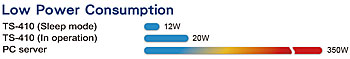 Low Power Consumption
TS-410 (Sleep mode) 12W
TS-410 (In operation) 20W
PC server 350W